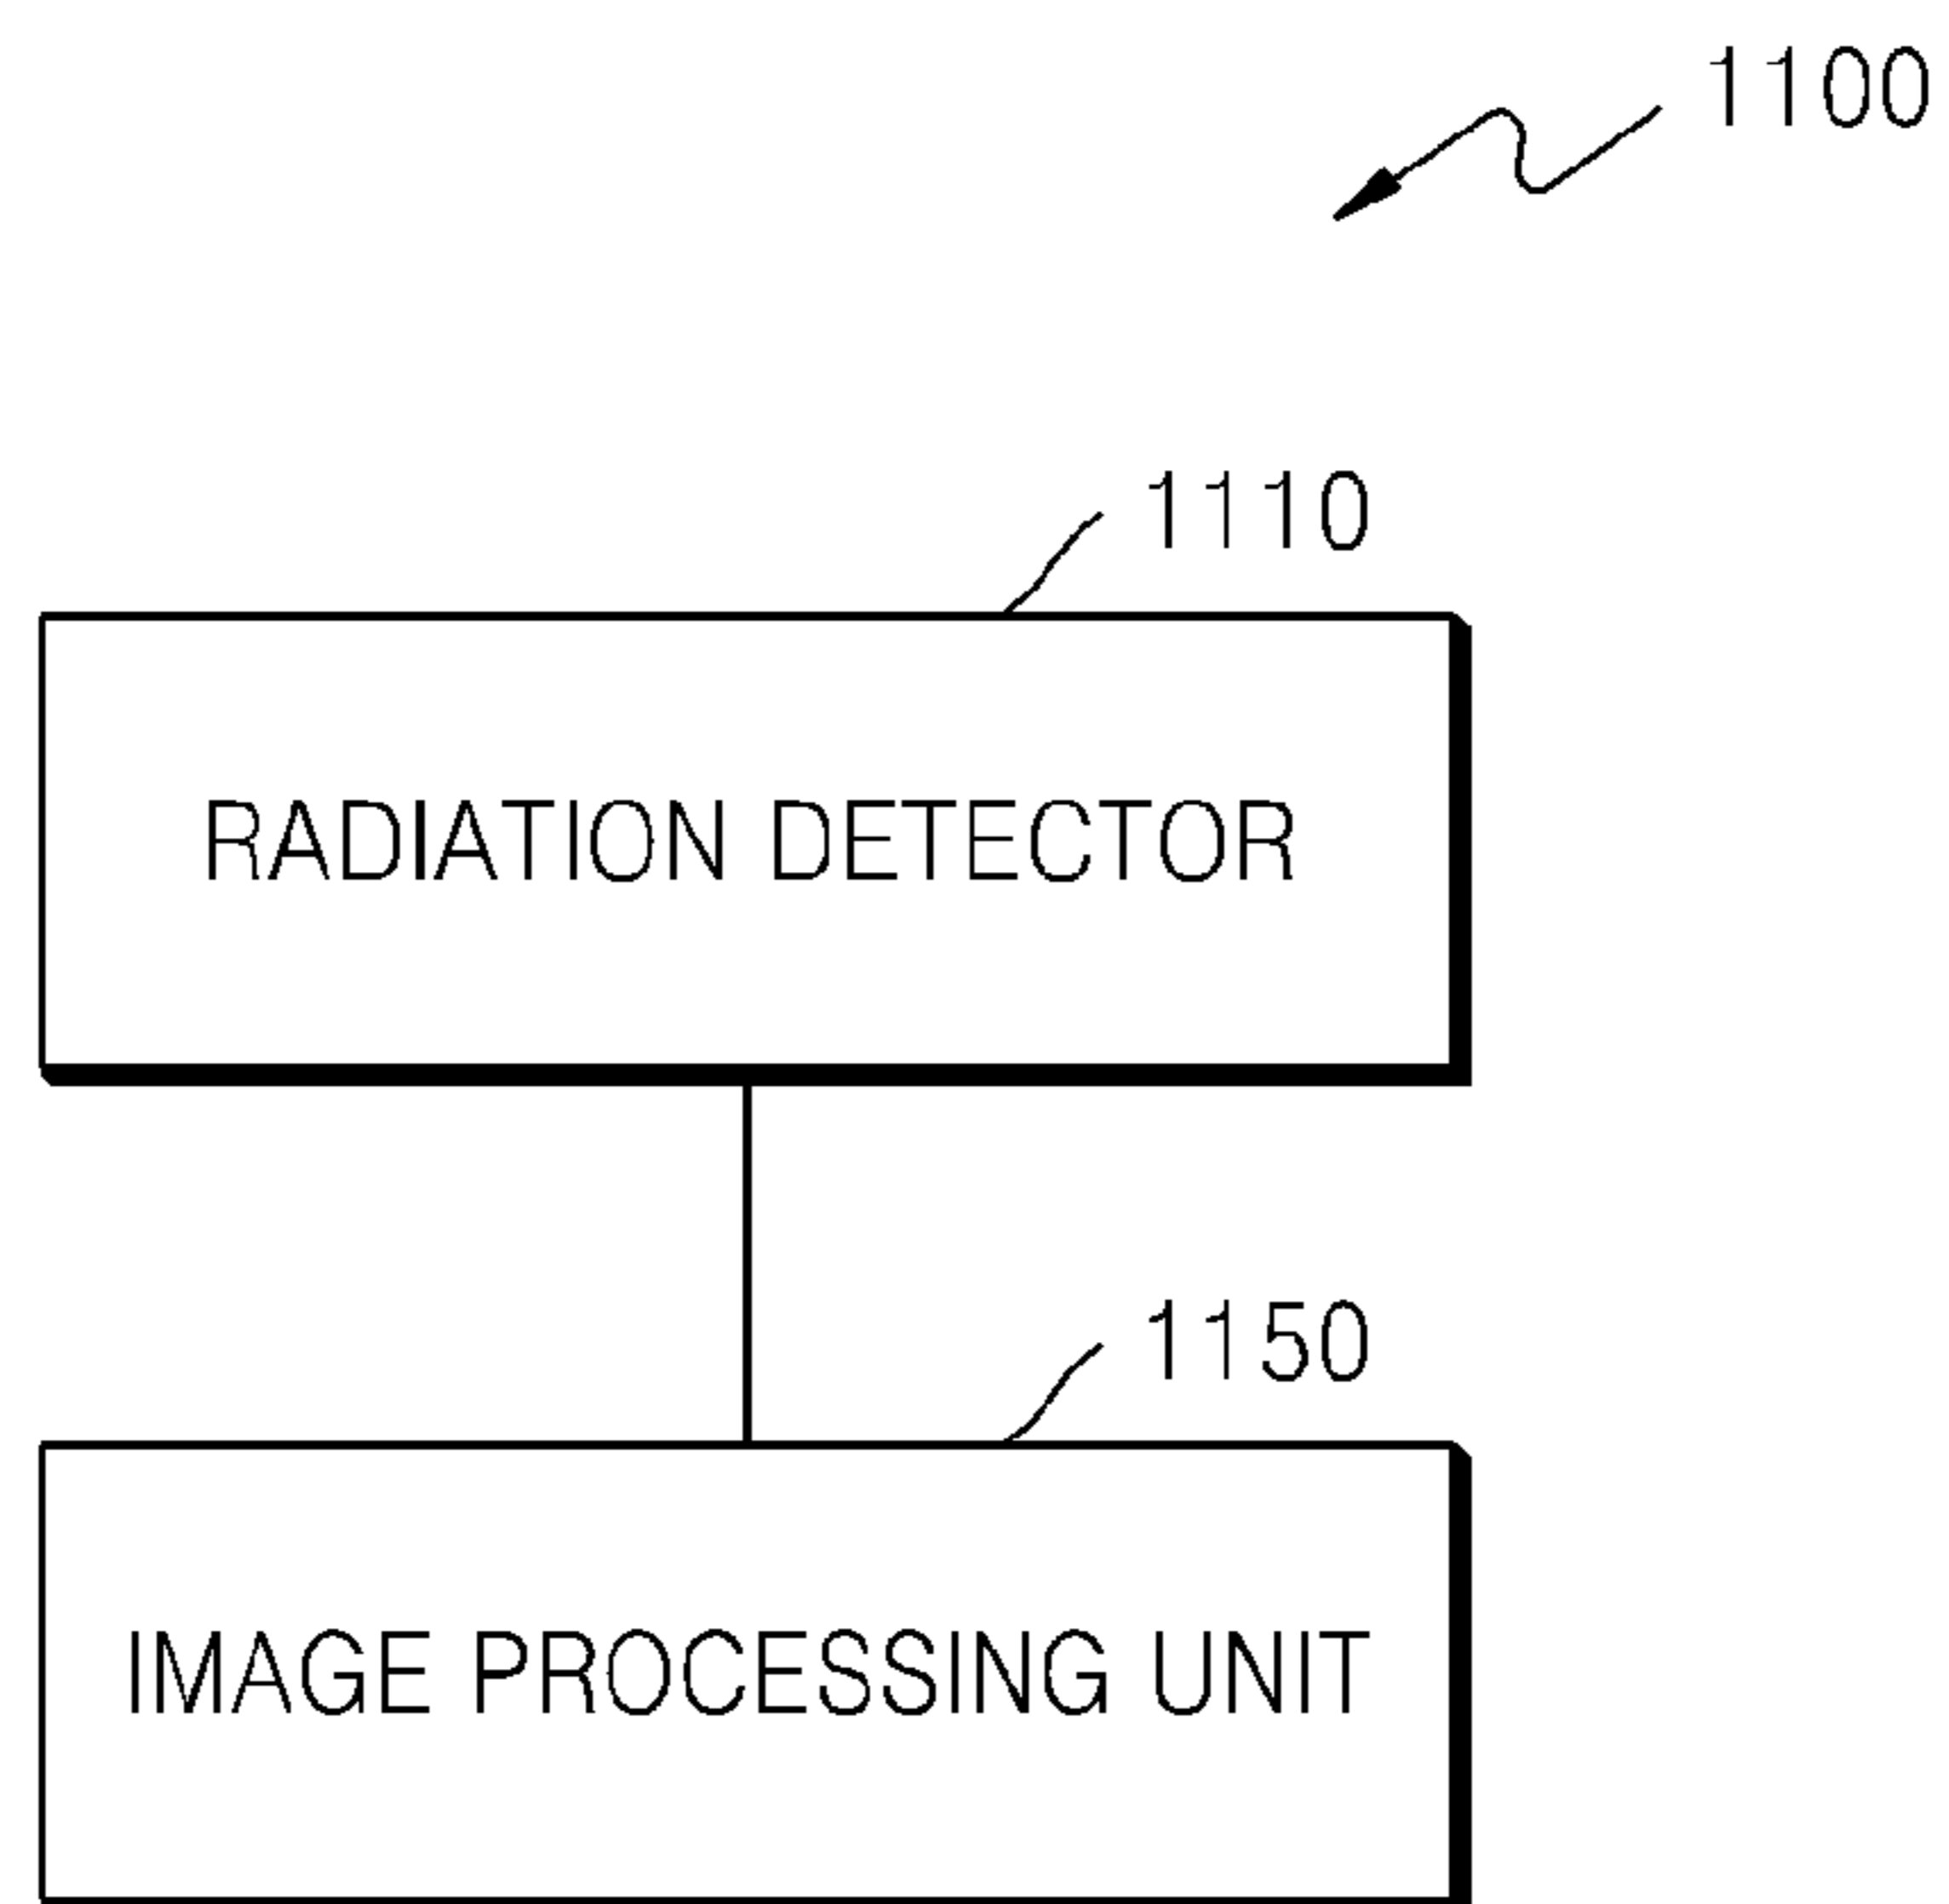 1100
1110
RADIATION DETECTOR
1150
IMAGE PROCESSING UNIT